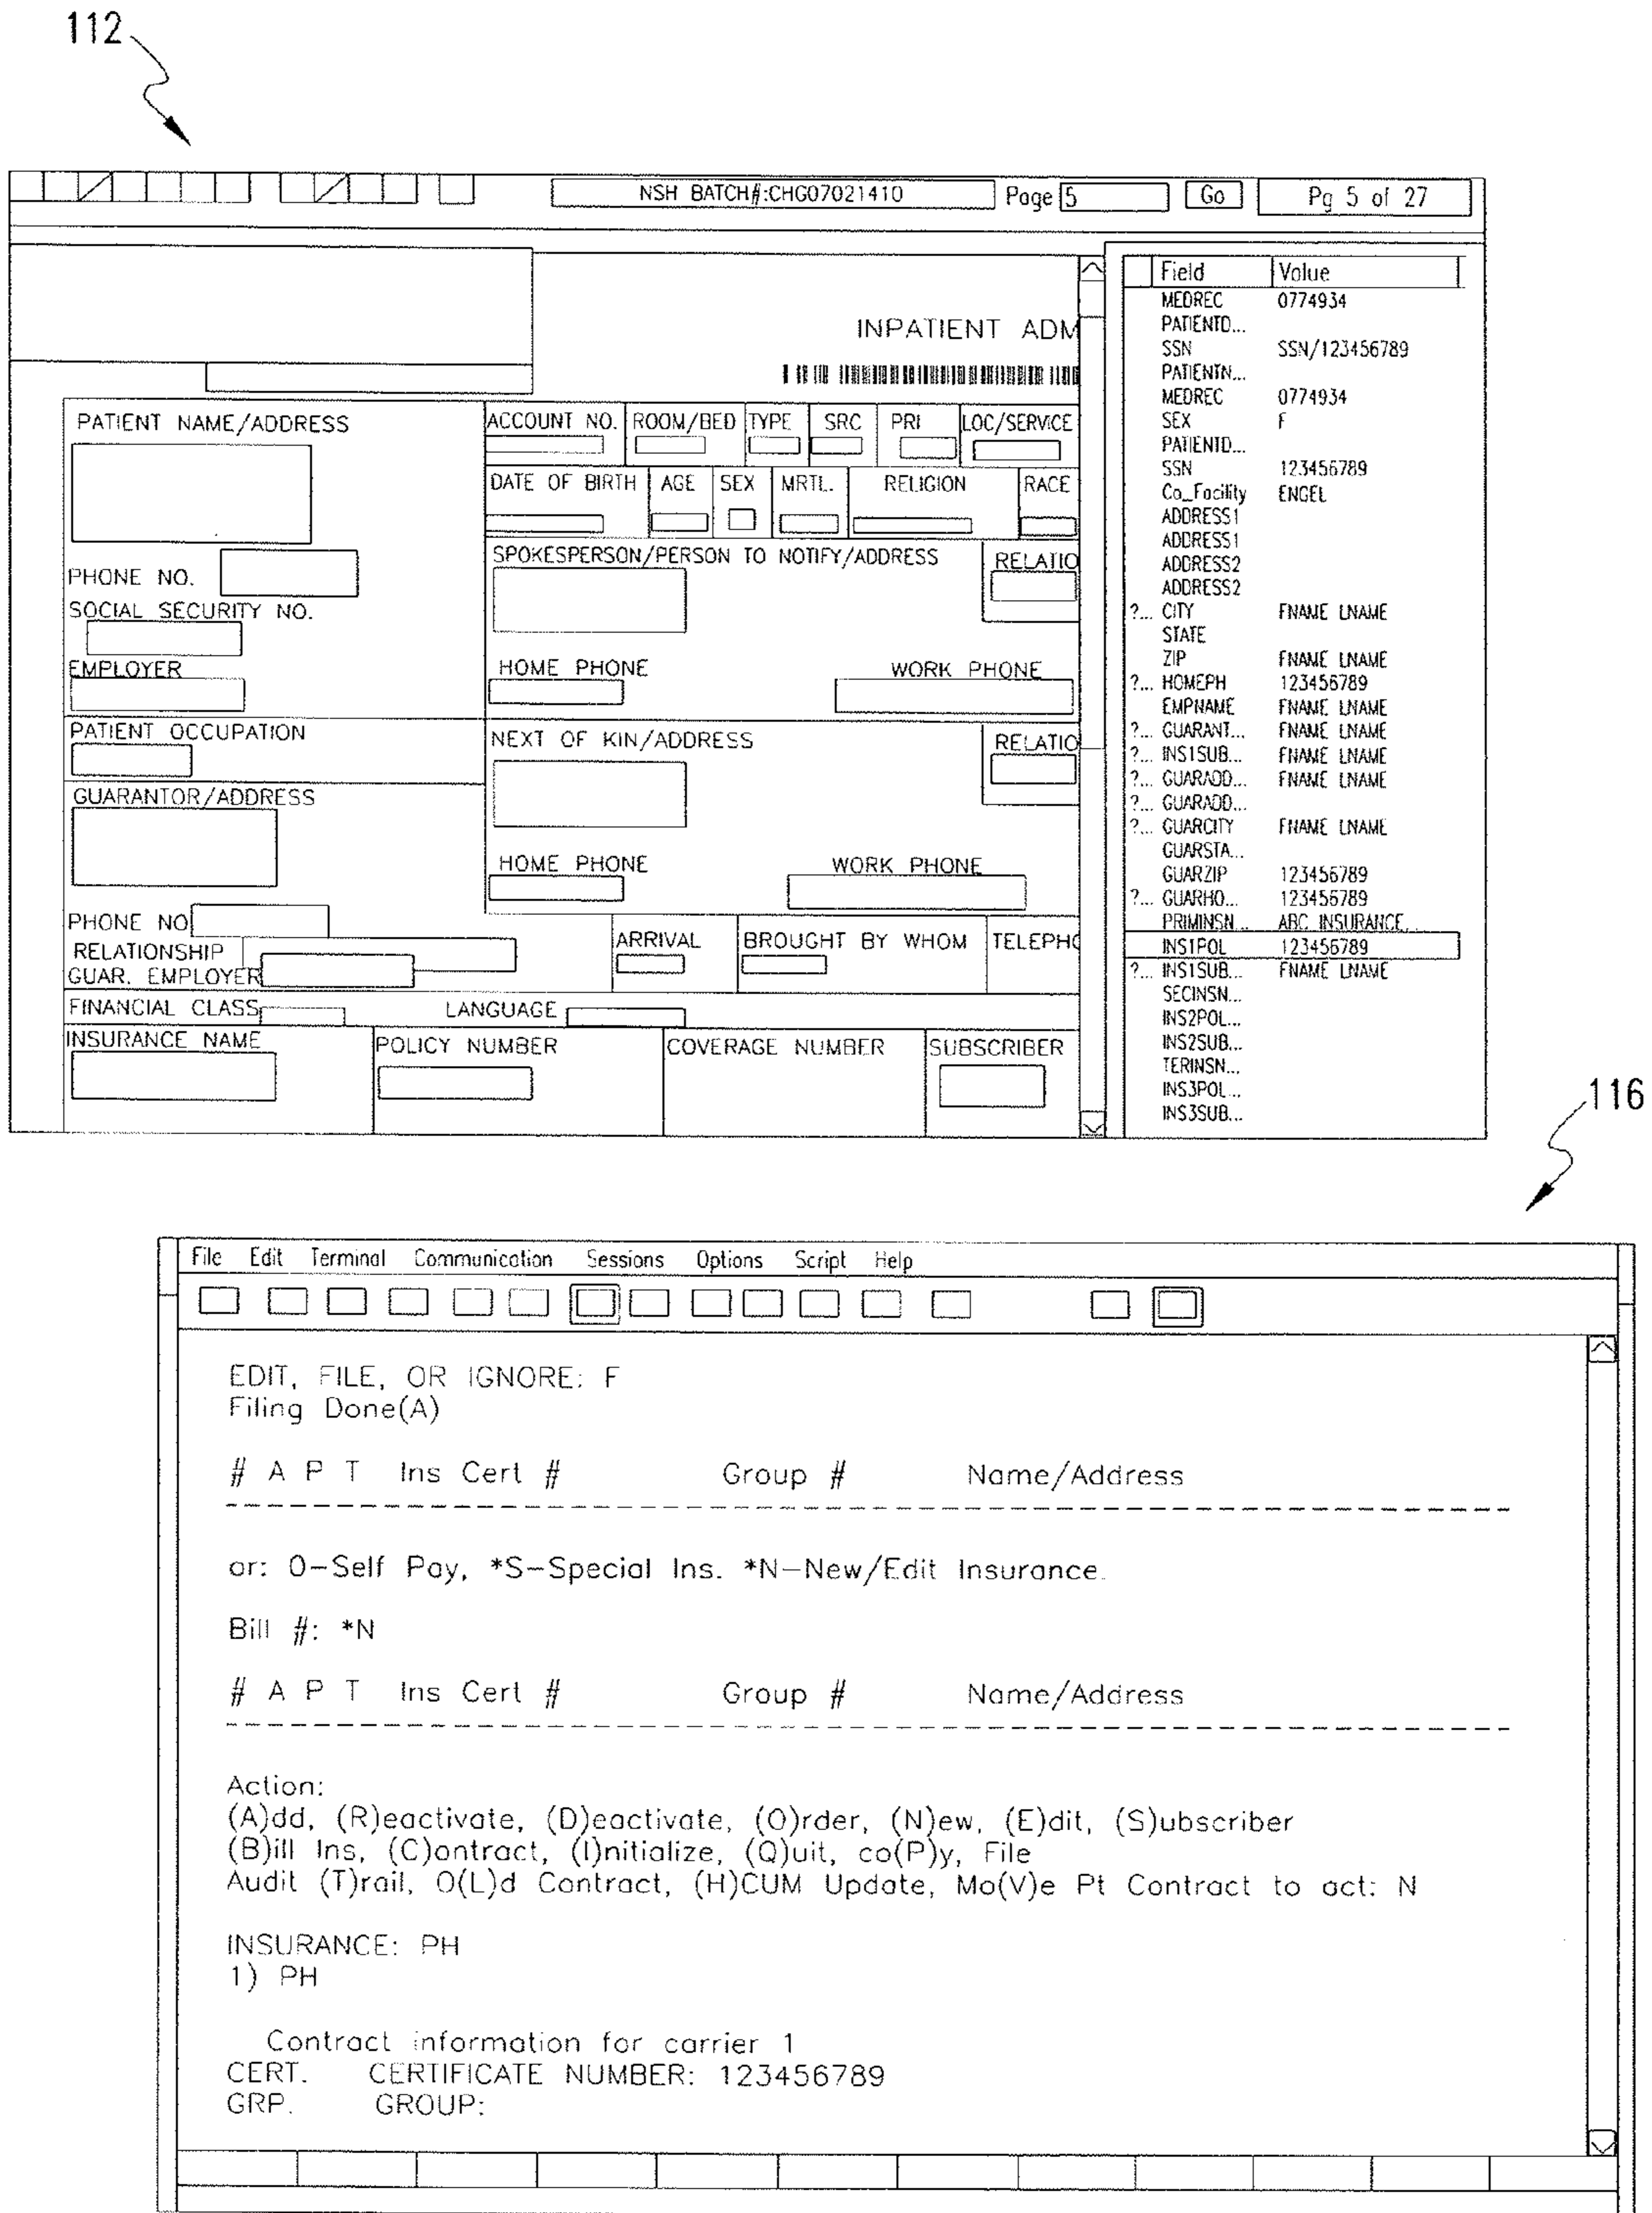 112
NSH BATCH#:CHG07021410 Page 5 Go Pg 5 of 27
INPATIENT ADM
PATIENT NAME/ADDRESS
ACCOUNT NO. ROOM/BED TYPE SRC PRI LOC/SERVICE
DATE OF BIRTH AGE SEX MRTL. RELIGION RACE
SPOKESPERSON/PERSON TO NOTIFY/ADDRESS RELATIO
PHONE NO.
SOCIAL SECURITY NO.
EMPLOYER
HOME PHONE WORK PHONE
PATIENT OCCUPATION
NEXT OF KIN/ADDRESS RELATIO
GUARANTOR/ADDRESS
HOME PHONE WORK PHONE
PHONE NO
RELATIONSHIP
GUAR. EMPLOYER
ARRIVAL BROUGHT BY WHOM TELEPHO
FINANCIAL CLASS LANGUAGE
INSURANCE NAME POLICY NUMBER COVERAGE NUMBER SUBSCRIBER
Field Value
MEDREC 0774934
PATIENTD...
SSN SSN/123456789
PATIENTN...
MEDREC 0774934
SEX F
PATIENTD...
SSN 123456789
Co_Facility ENGEL
ADDRESS1
ADDRESS1
ADDRESS2
ADDRESS2
?... CITY FNAME LNAME
STATE
ZIP FNAME LNAME
?... HOMEPH 123456789
EMPNAME FNAME LNAME
?... GUARANT... FNAME LNAME
?... INS1SUB... FNAME LNAME
?... GUARADD... FNAME LNAME
?... GUARADD...
?... GUARCITY FNAME LNAME
GUARSTA...
GUARZIP 123456789
?... GUARHO... 123456789
PRIMINSN... ABC INSURANCE.
INS1POL 123456789
?... INS1SUB... FNAME LNAME
SECINSN...
INS2POL...
INS2SUB...
TERINSN...
INS3POL...
INS3SUB...
116
File Edit Terminal Communication Sessions Options Script Help
EDIT, FILE, OR IGNORE: F
Filing Done(A)
# A P T Ins Cert # Group # Name/Address
or: 0-Self Pay, *S-Special Ins. *N-New/Edit Insurance.
Bill #: *N
# A P T Ins Cert # Group # Name/Address
Action:
(A)dd, (R)eactivate, (D)eactivate, (O)rder, (N)ew, (E)dit, (S)ubscriber
(B)ill Ins, (C)ontract, (I)nitialize, (Q)uit, co(P)y, File
Audit (T)rail, O(L)d Contract, (H)CUM Update, Mo(V)e Pt Contract to act: N
INSURANCE: PH
1) PH
Contract information for carrier 1
CERT. CERTIFICATE NUMBER: 123456789
GRP. GROUP: